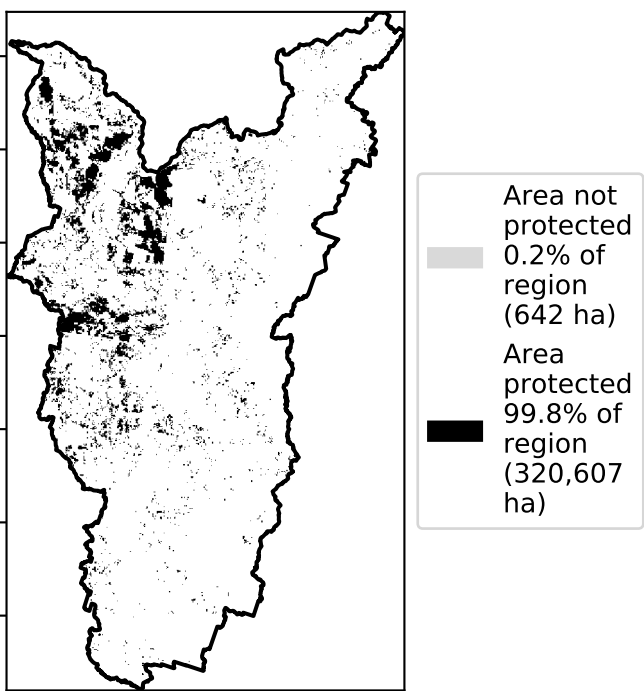 Area not
protected
0.2% of
region
(642 ha)
Area
protected
99.8% of
region
(320,607
ha)